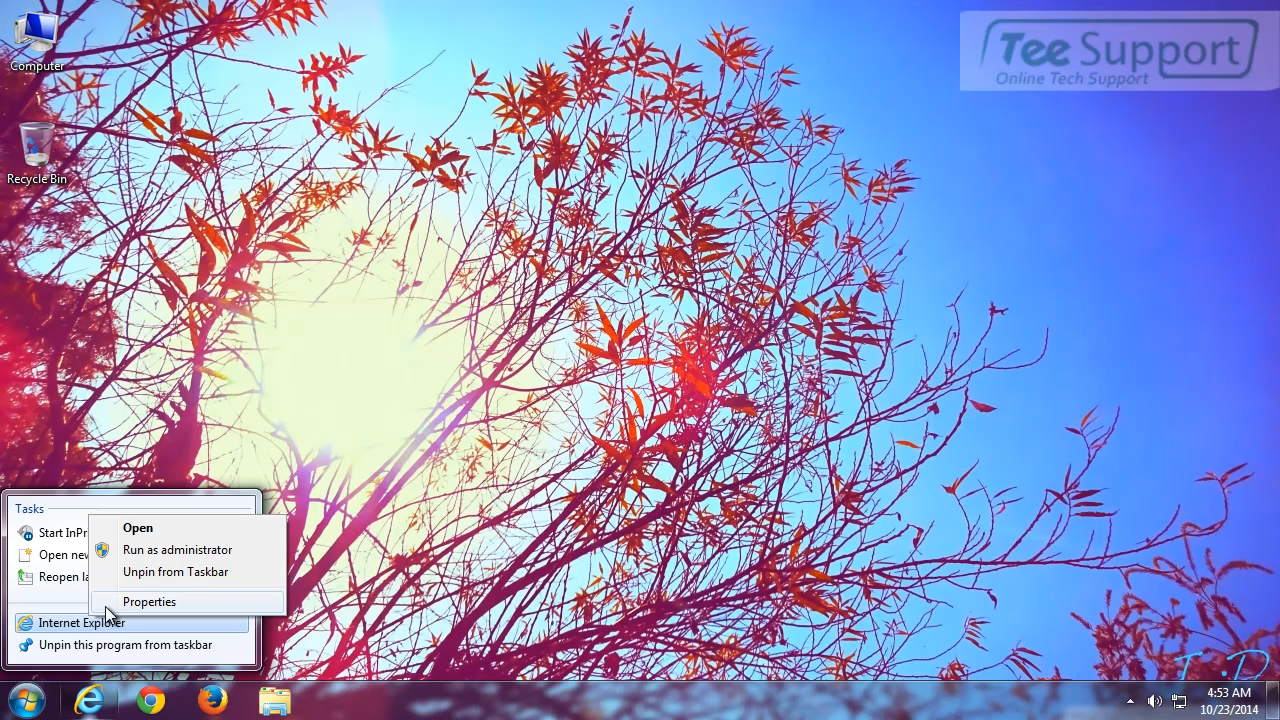 Computer
Tee Support
Online Tech Support
Recycle Bin
Tasks
Start InPr
Open
Open new
Run as administrator
Reopen la
Unpin from Taskbar
Properties
Internet Explorer
Unpin this program from taskbar
4:53 AM
10/23/2014